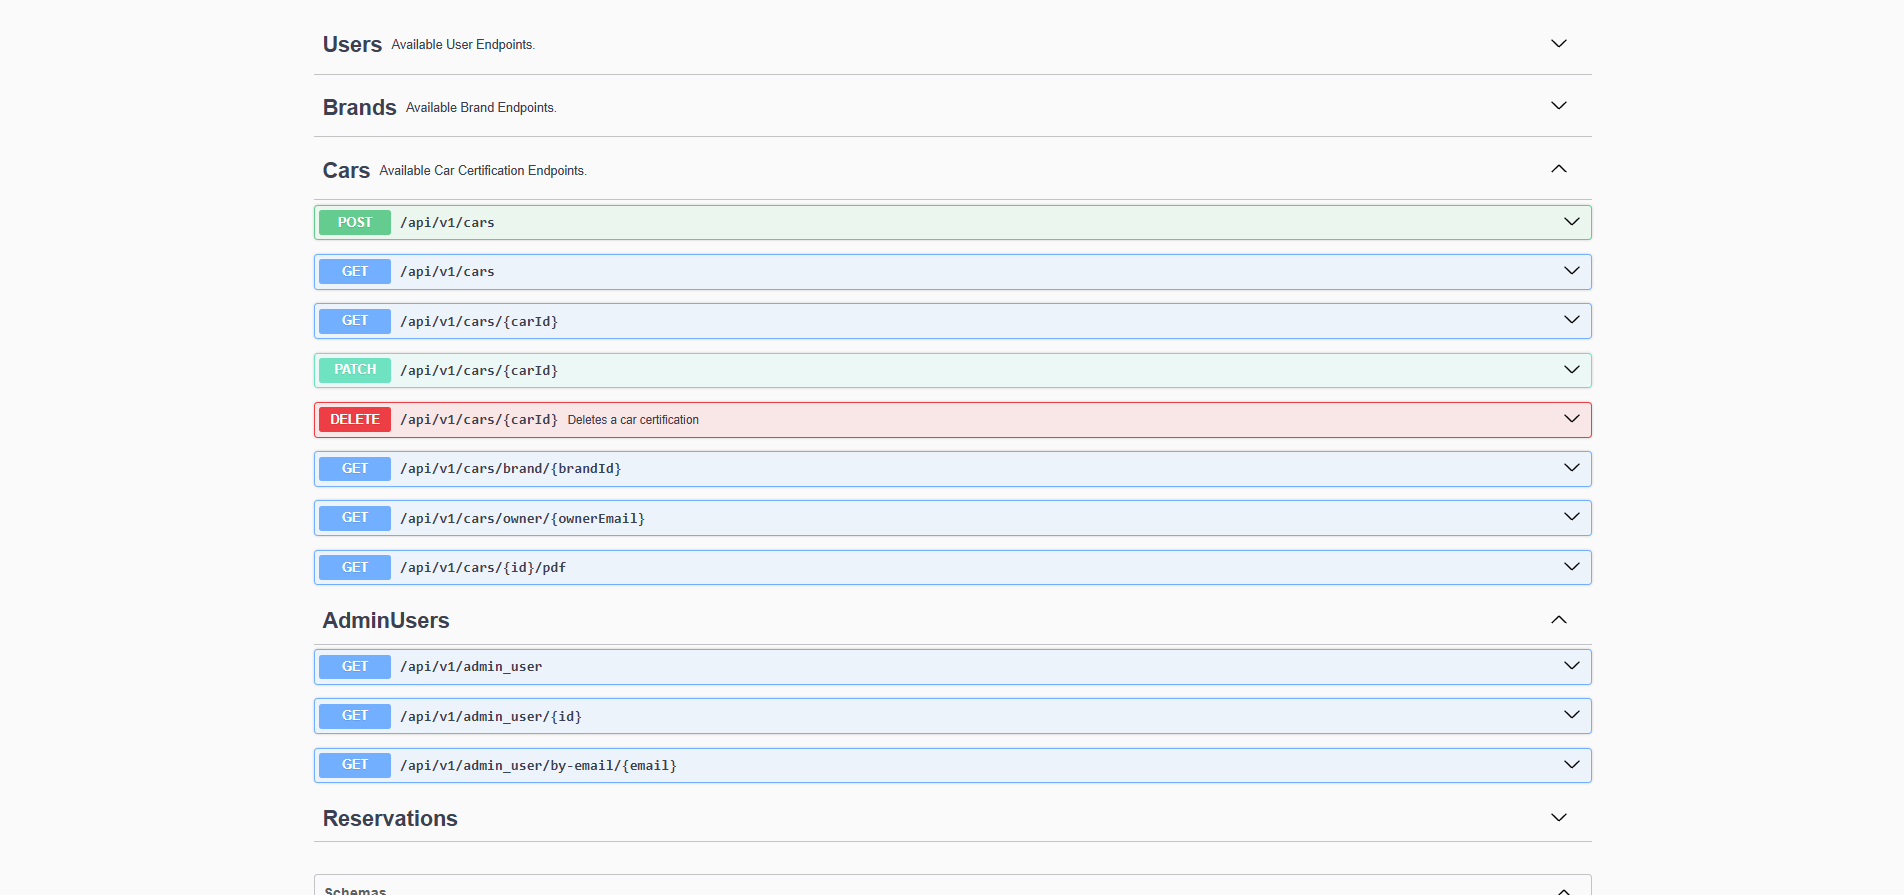 Users Available User Endpoints.
Brands Available Brand Endpoints.
Cars Available Car Certification Endpoints.
POST /api/v1/cars
GET /api/v1/cars
GET /api/v1/cars/{carId}
PATCH /api/v1/cars/{carId}
DELETE /api/v1/cars/{carId} Deletes a car certification
GET /api/v1/cars/brand/{brandId}
GET /api/v1/cars/owner/{ownerEmail}
GET /api/v1/cars/{id}/pdf
AdminUsers
GET /api/v1/admin_user
GET /api/v1/admin_user/{id}
GET /api/v1/admin_user/by-email/{email}
Reservations
Schemas